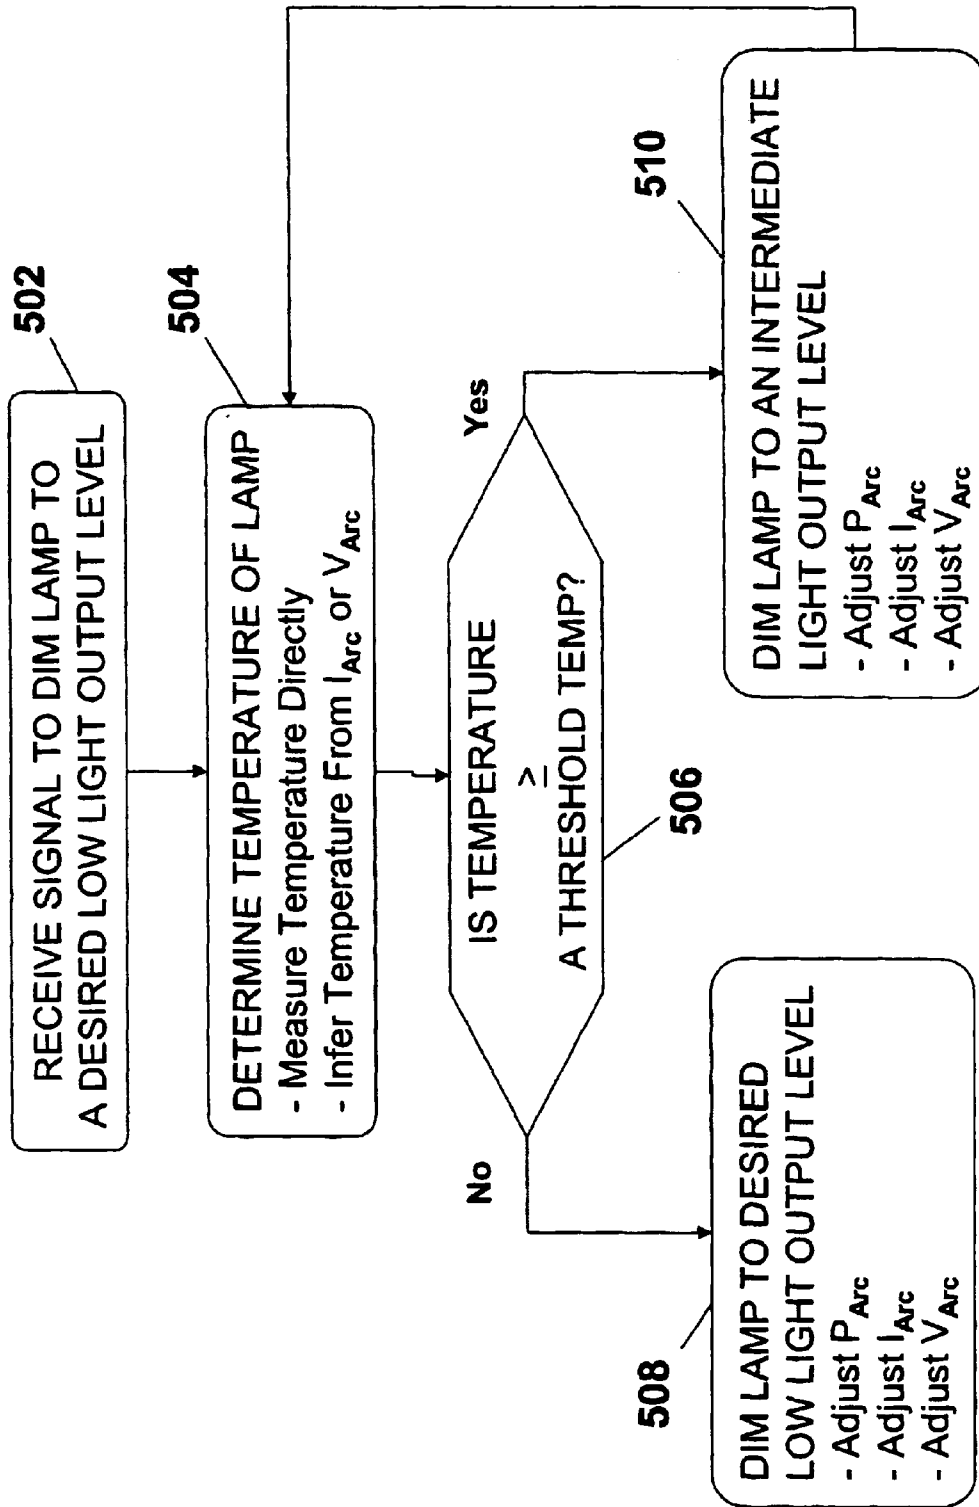 502
RECEIVE SIGNAL TO DIM LAMP TO
A DESIRED LOW LIGHT OUTPUT LEVEL
504
DETERMINE TEMPERATURE OF LAMP
- Measure Temperature Directly
- Infer Temperature From IArc or VArc
IS TEMPERATURE
≥
A THRESHOLD TEMP?
506
No
Yes
508
DIM LAMP TO DESIRED
LOW LIGHT OUTPUT LEVEL
- Adjust PArc
- Adjust IArc
- Adjust VArc
510
DIM LAMP TO AN INTERMEDIATE
LIGHT OUTPUT LEVEL
- Adjust PArc
- Adjust IArc
- Adjust VArc